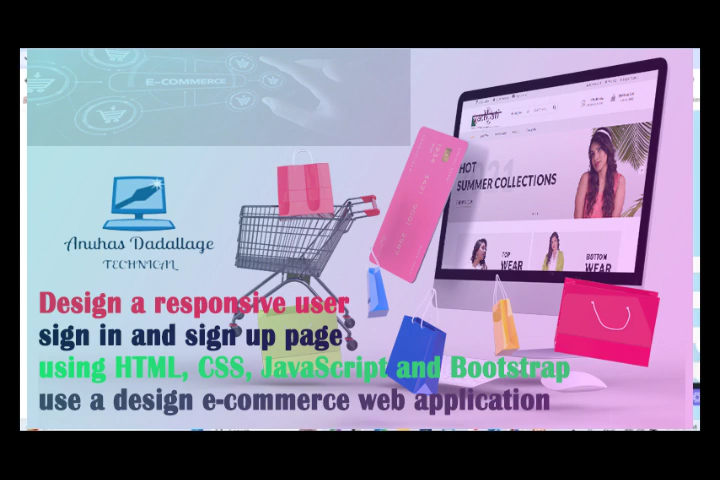 E-COMMERCE
HOT
SUMMER COLLECTIONS
TOP
WEAR
BOTTOM
WEAR
Anuhas Dadallage
TECHNICAL
Design a responsive user
sign in and sign up page
using HTML, CSS, JavaScript and Bootstrap
use a design e-commerce web application